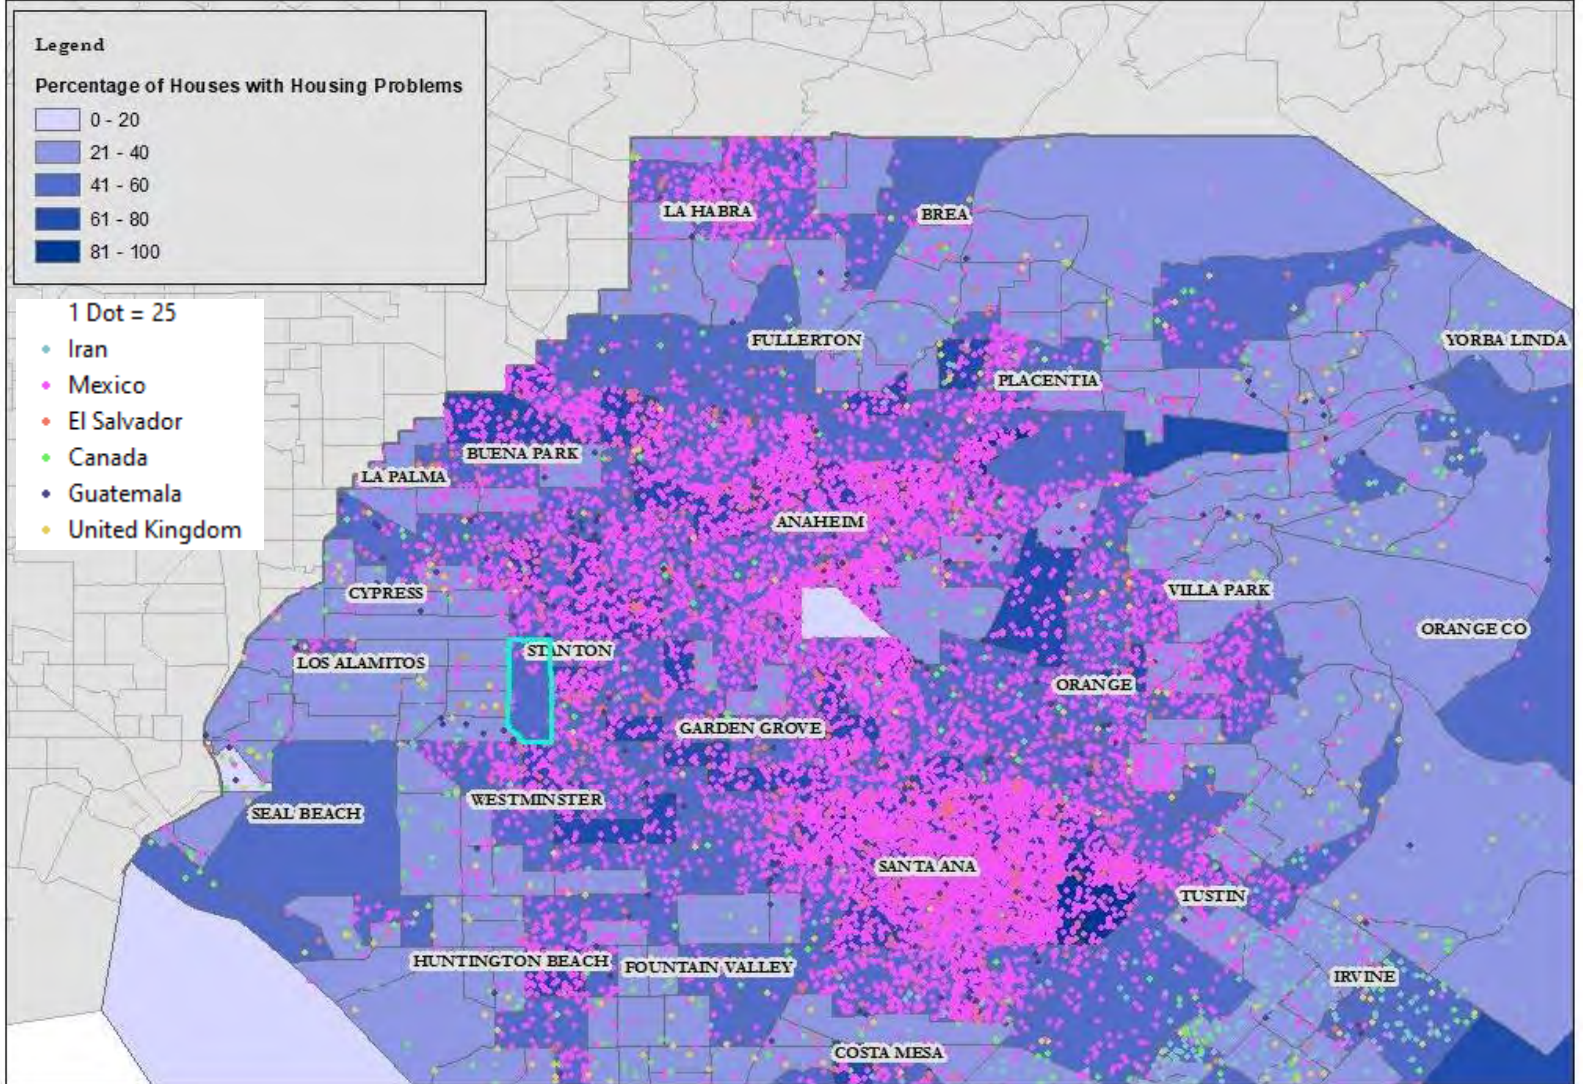 Legend
Percentage of Houses with Housing Problems
0 - 20
21 - 40
41 - 60
61 - 80
81 - 100
1 Dot = 25
Iran
Mexico
El Salvador
Canada
Guatemala
United Kingdom
LA HABRA
BREA
FULLERTON
YORBA LINDA
PLACENTIA
BUENA PARK
LA PALMA
ANAHEIM
CYPRESS
VILLA PARK
ORANGE CO
STANTON
LOS ALAMITOS
ORANGE
GARDEN GROVE
WESTMINSTER
SEAL BEACH
SANTA ANA
TUSTIN
HUNTINGTON BEACH
FOUNTAIN VALLEY
IRVINE
COSTA MESA